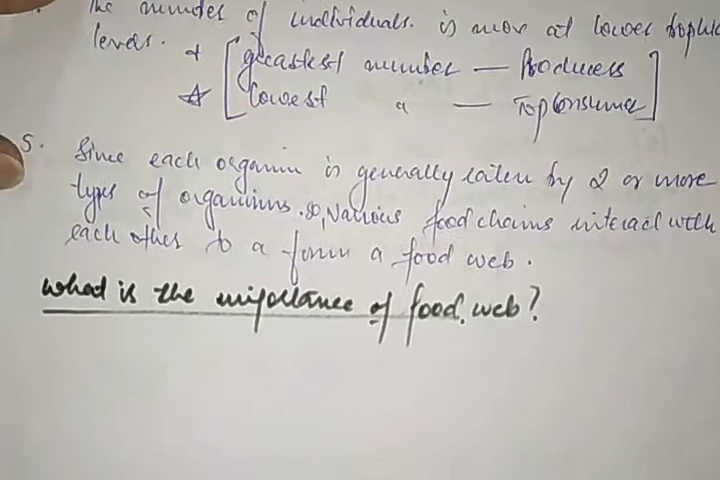 The number of individuals. is more at lower trophic
levels. * [greatest number — Producers
* [lowest " — Top Consumer]
5. Since each organism is generally eaten by 2 or more
types of organisms. so, Various food chains interact with
each other to a form a food web.
What is the importance of food web?